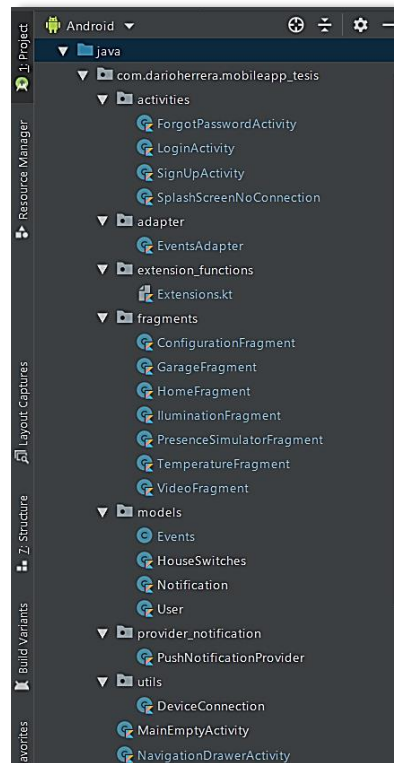 Android
java
com.darioherrera.mobileapp_tesis
activities
ForgotPasswordActivity
LoginActivity
SignUpActivity
SplashScreenNoConnection
adapter
EventsAdapter
extension_functions
Extensions.kt
fragments
ConfigurationFragment
GarageFragment
HomeFragment
IluminationFragment
PresenceSimulatorFragment
TemperatureFragment
VideoFragment
models
Events
HouseSwitches
Notification
User
provider_notification
PushNotificationProvider
utils
DeviceConnection
MainEmptyActivity
NavigationDrawerActivity
1: Project
Resource Manager
Layout Captures
7: Structure
Build Variants
avorites